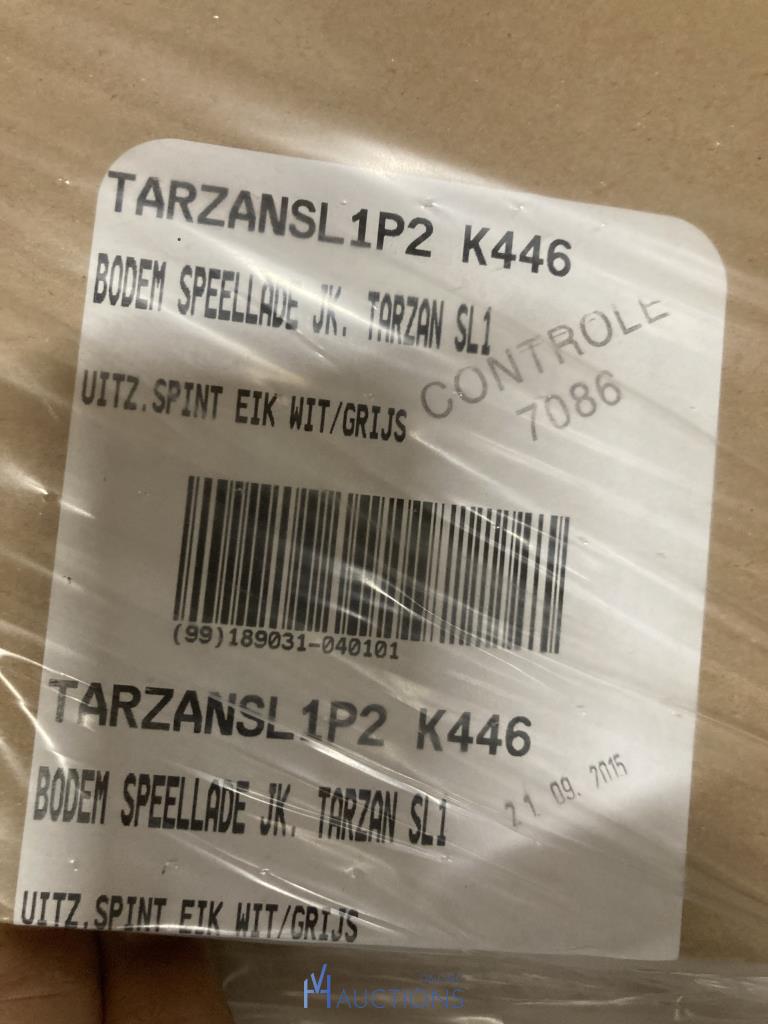 TARZANSL1P2 K446
BODEM SPEELLADE JK. TARZAN SL1
CONTROLE
7086
UITZ.SPINT EIK WIT/GRIJS
(99)189031-040101
TARZANSL1P2 K446
BODEM SPEELLADE JK. TARZAN SL1
21. 09. 2015
UITZ.SPINT EIK WIT/GRIJS
AUCTIONS